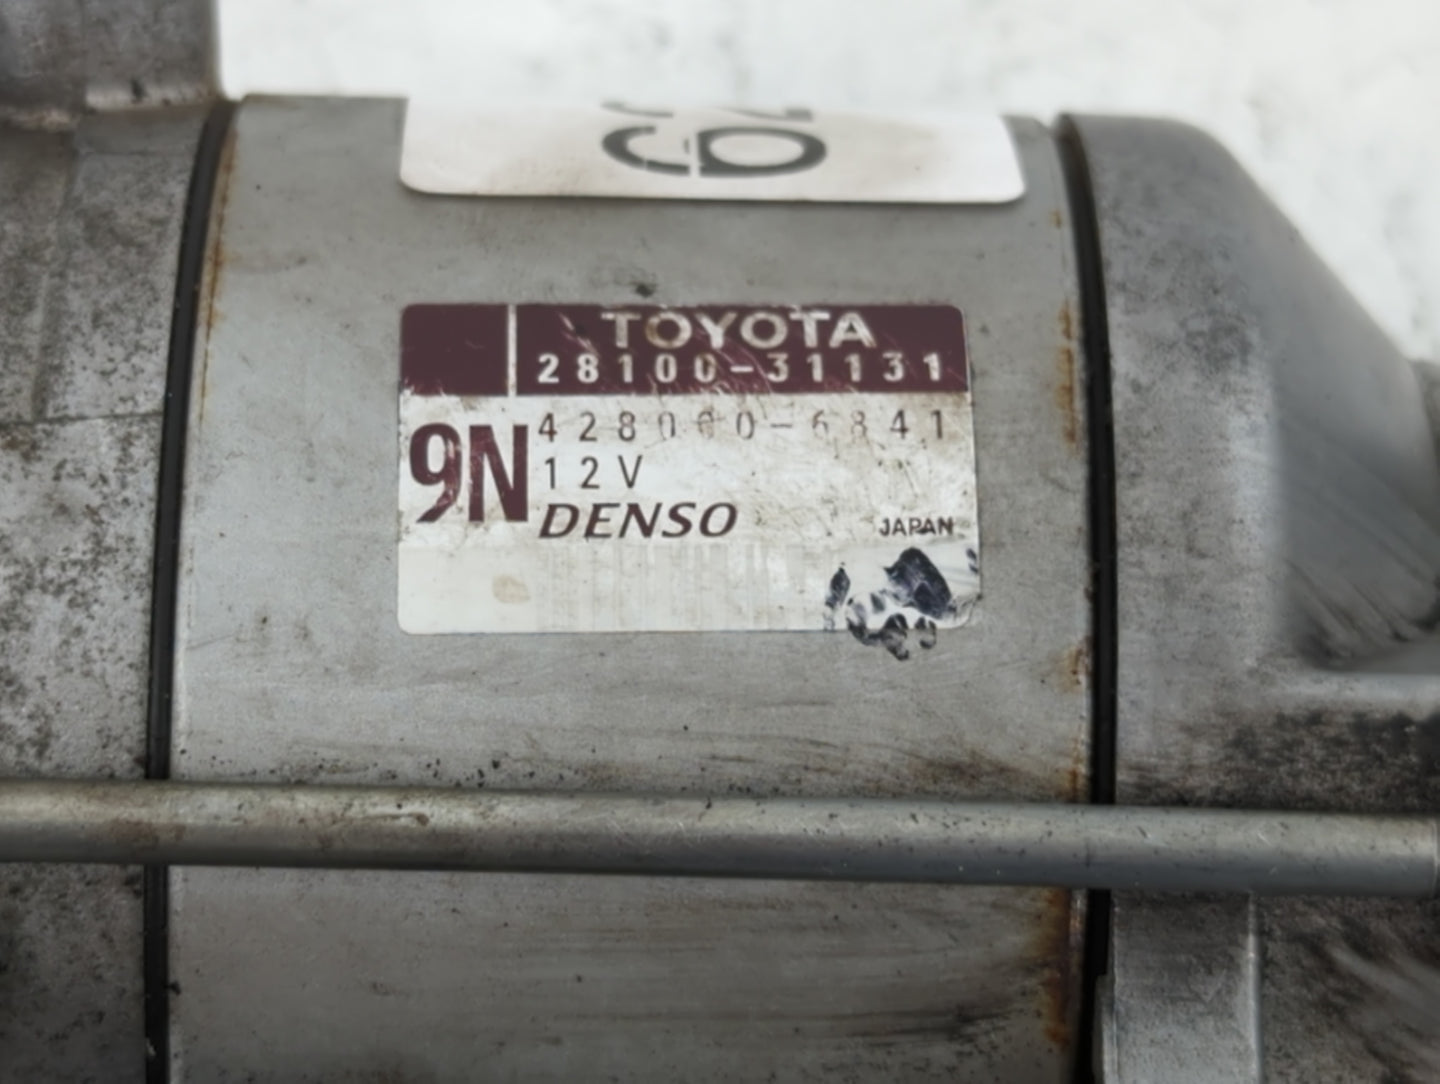 TOYOTA
28100-31131
9N
428000-6841
12V
DENSO
JAPAN